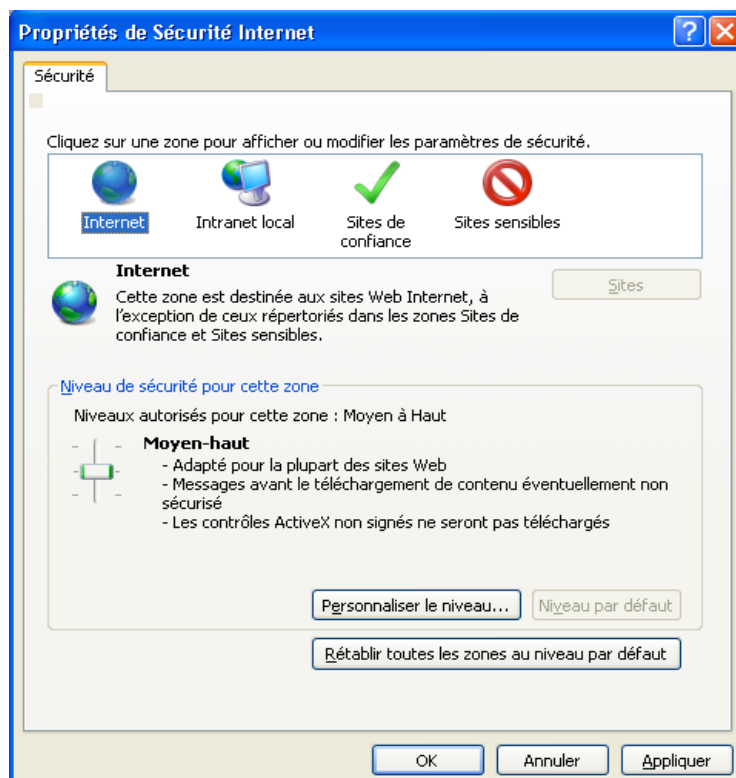 Propriétés de Sécurité Internet
Sécurité
Cliquez sur une zone pour afficher ou modifier les paramètres de sécurité.
Internet
Intranet local
Sites de
confiance
Sites sensibles
Internet
Sites
Cette zone est destinée aux sites Web Internet, à
l'exception de ceux répertoriés dans les zones Sites de
confiance et Sites sensibles.
Niveau de sécurité pour cette zone
Niveaux autorisés pour cette zone : Moyen à Haut
Moyen-haut
- Adapté pour la plupart des sites Web
- Messages avant le téléchargement de contenu éventuellement non
sécurisé
- Les contrôles ActiveX non signés ne seront pas téléchargés
Personnaliser le niveau...
Niveau par défaut
Rétablir toutes les zones au niveau par défaut
OK
Annuler
Appliquer